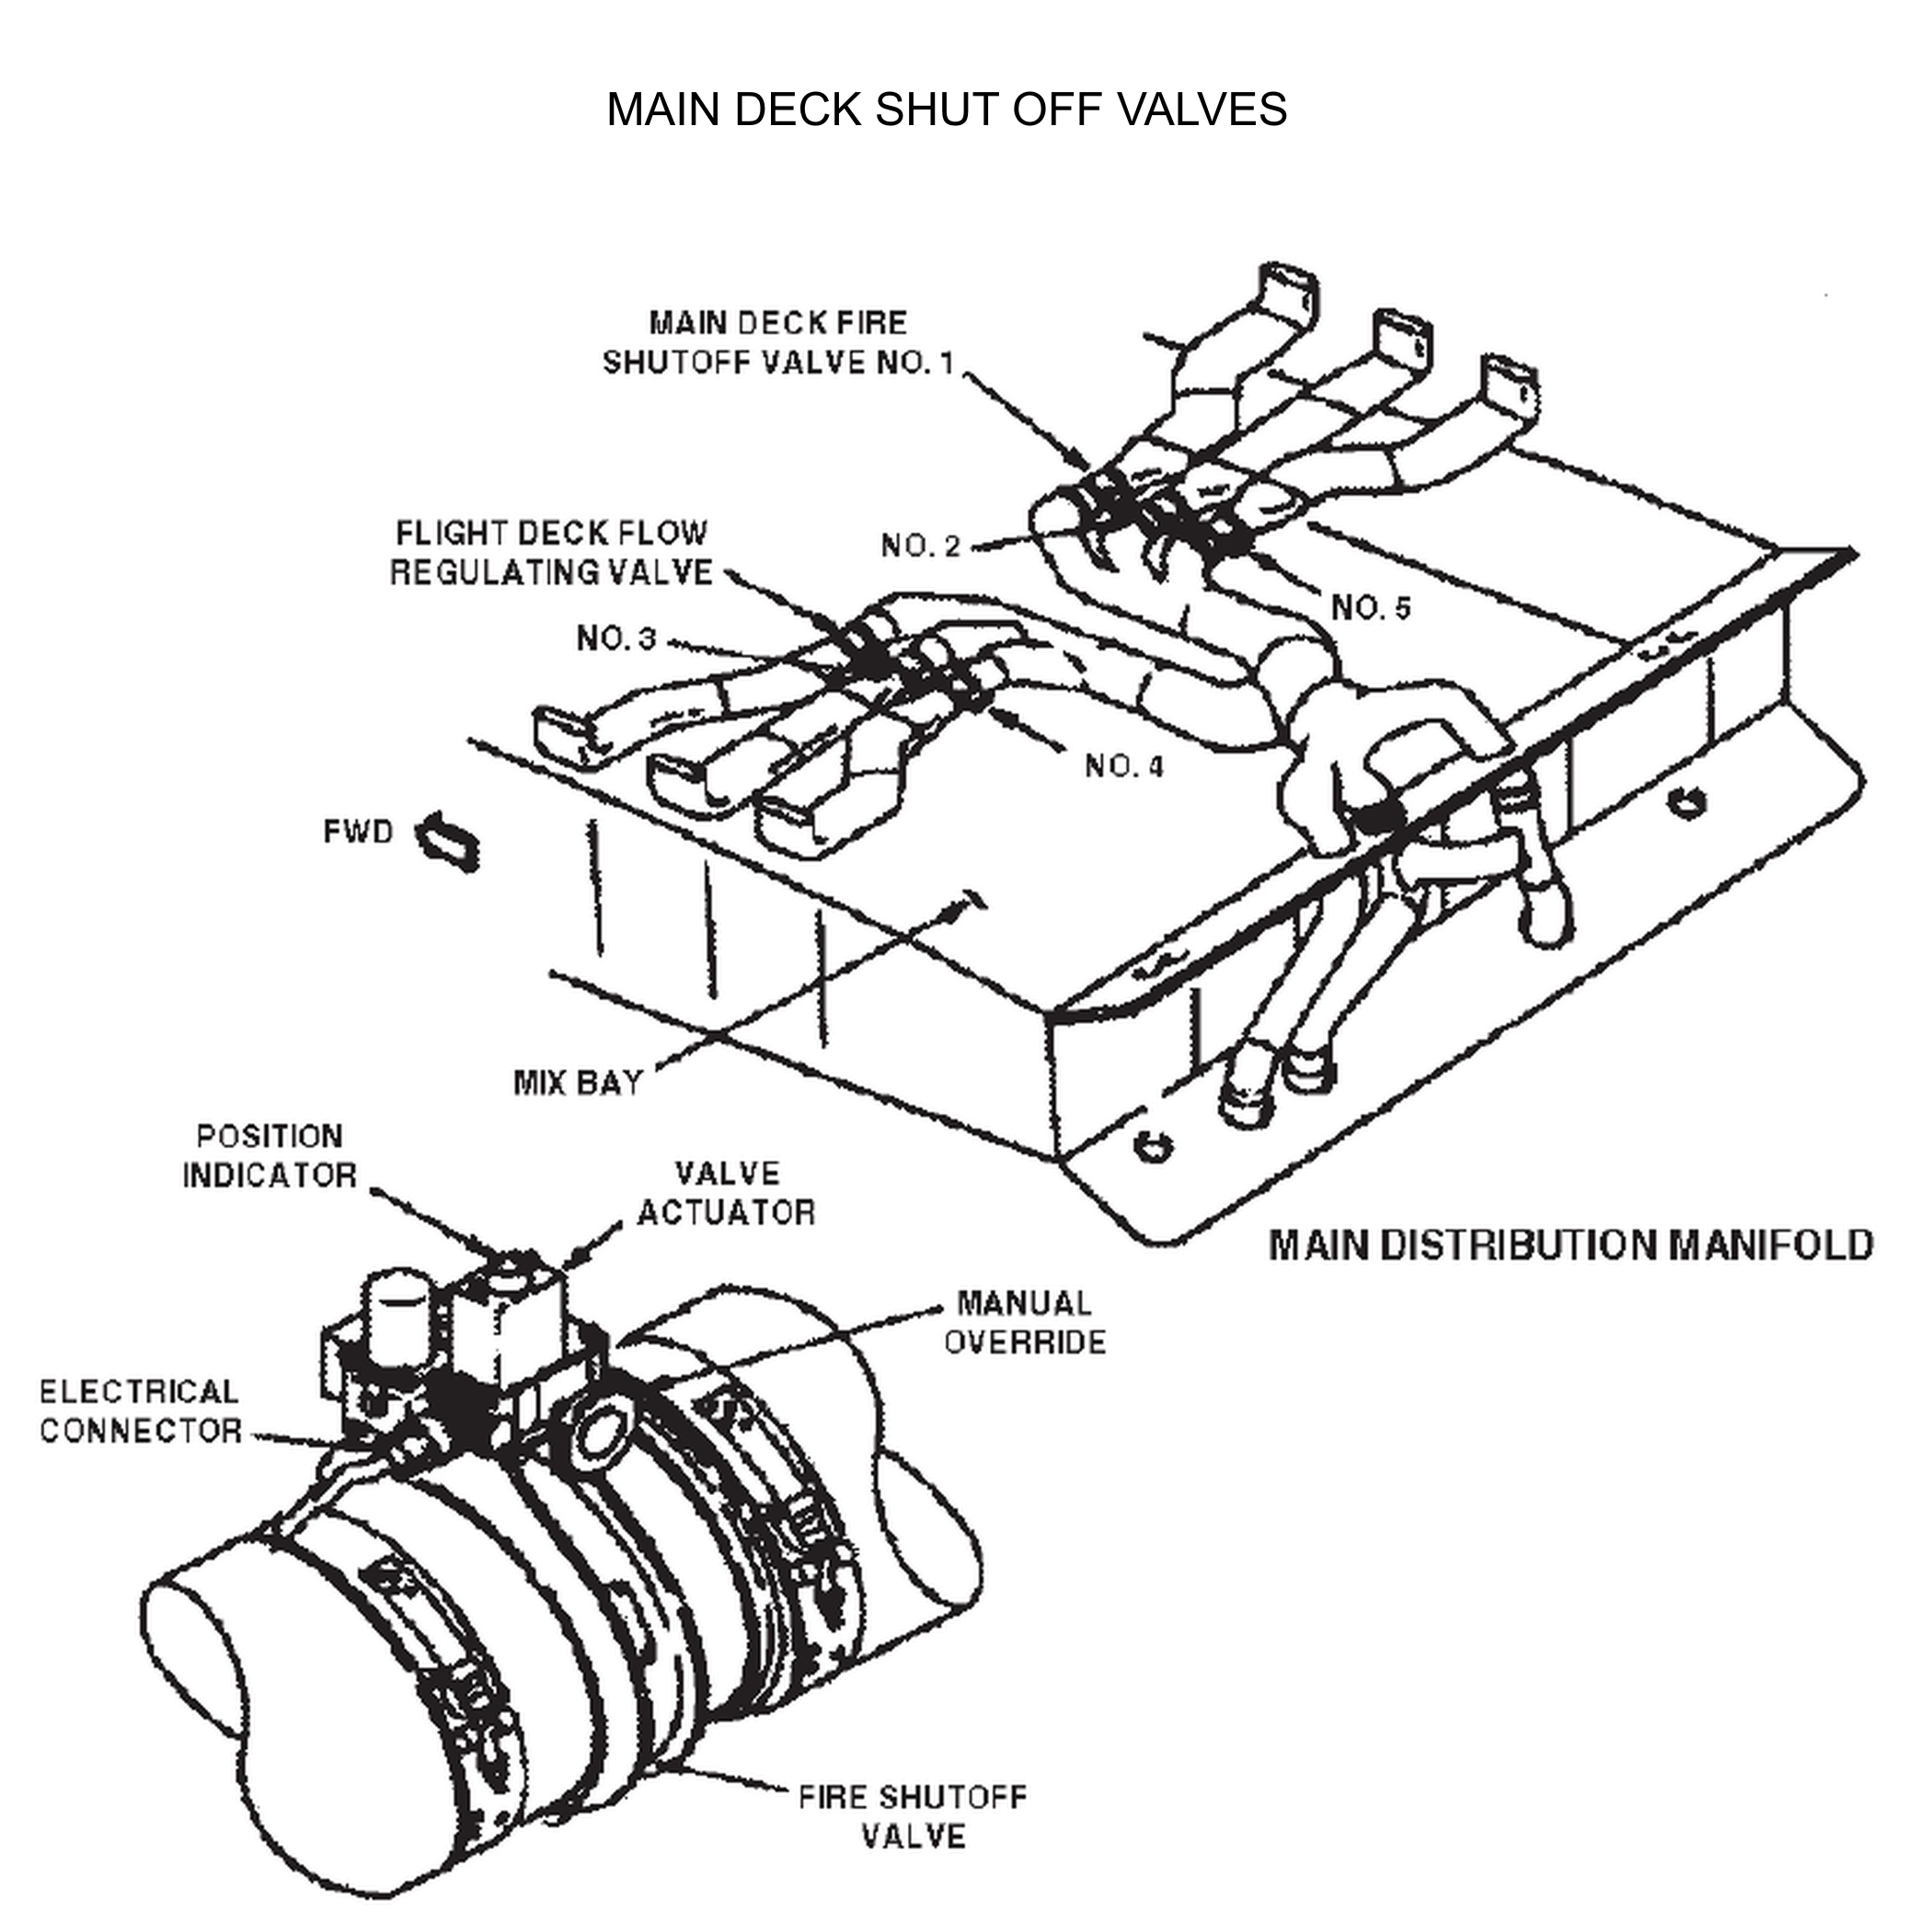 MAIN DECK SHUT OFF VALVES
MAIN DECK FIRE
SHUTOFF VALVE NO. 1
FLIGHT DECK FLOW
REGULATING VALVE
NO. 2
NO. 3
NO. 5
NO. 4
FWD
MIX BAY
POSITION
INDICATOR
VALVE
ACTUATOR
MAIN DISTRIBUTION MANIFOLD
MANUAL
OVERRIDE
ELECTRICAL
CONNECTOR
FIRE SHUTOFF
VALVE